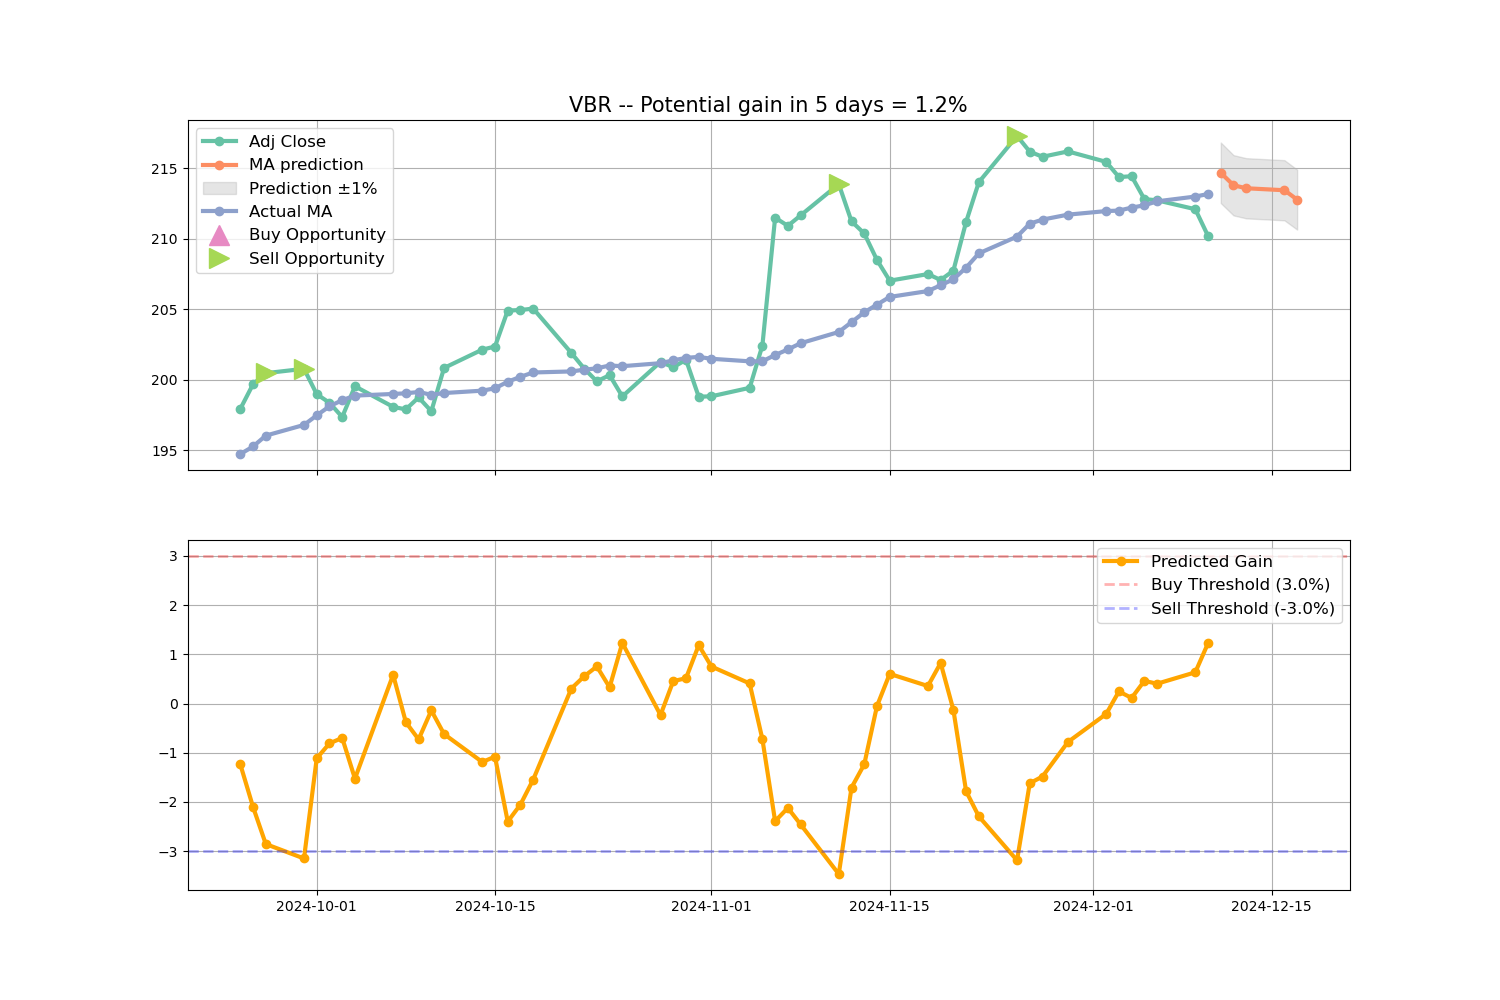 VBR -- Potential gain in 5 days = 1.2%
Adj Close
MA prediction
Prediction ±1%
Actual MA
Buy Opportunity
Sell Opportunity
215
210
205
200
195
Predicted Gain
Buy Threshold (3.0%)
Sell Threshold (-3.0%)
3
2
1
0
−1
−2
−3
2024-10-01 2024-10-15 2024-11-01 2024-11-15 2024-12-01 2024-12-15